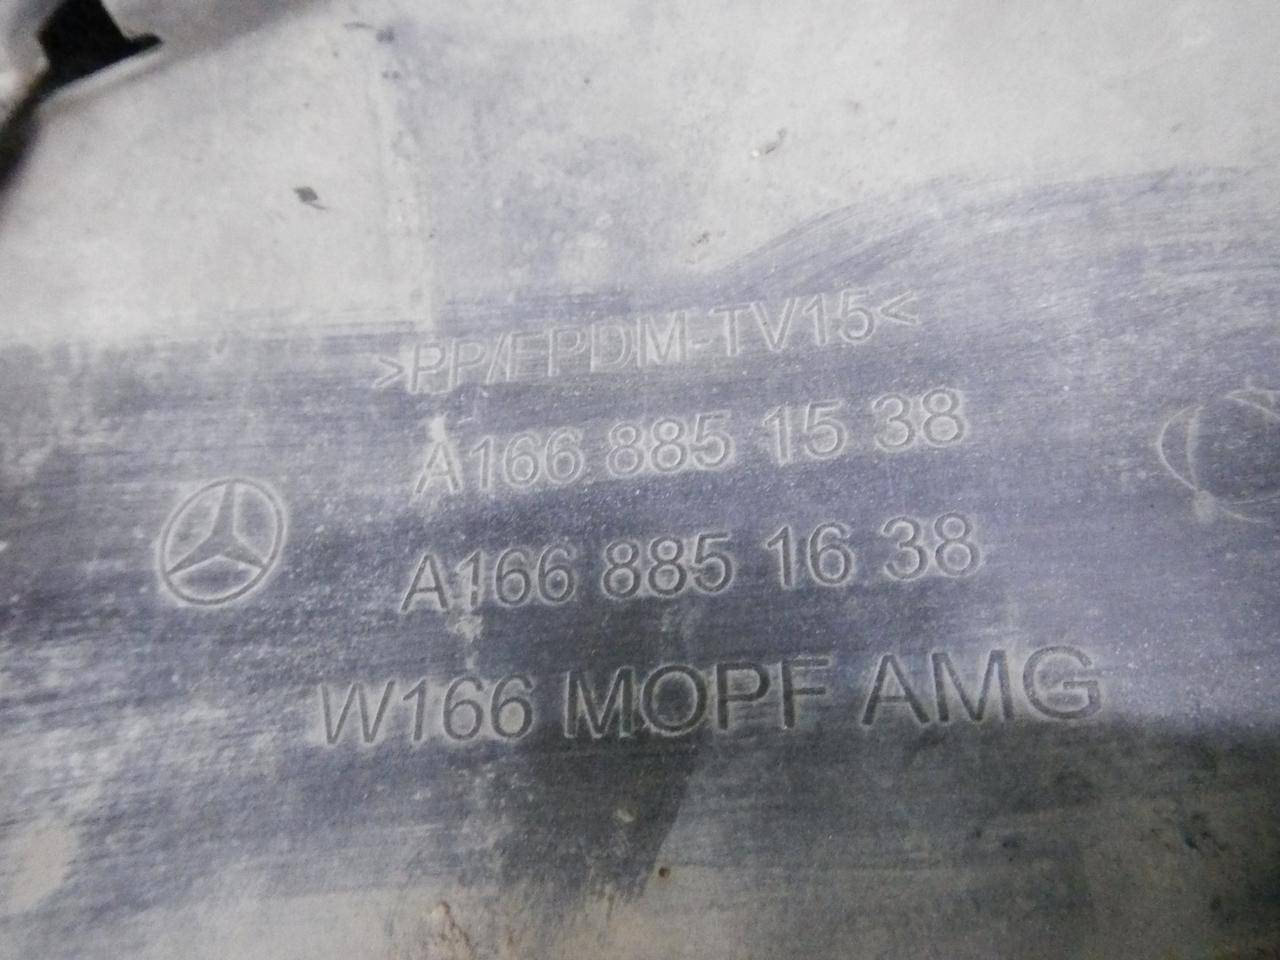 >PP/EPDM-TV15<
A166 885 15 38
A166 885 16 38
W166 MOPF AMG